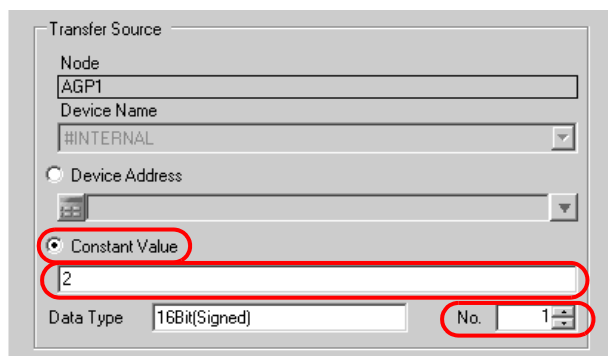 Transfer Source
Node
AGP1
Device Name
#INTERNAL
Device Address
Constant Value
2
Data Type 16Bit(Signed) No. 1